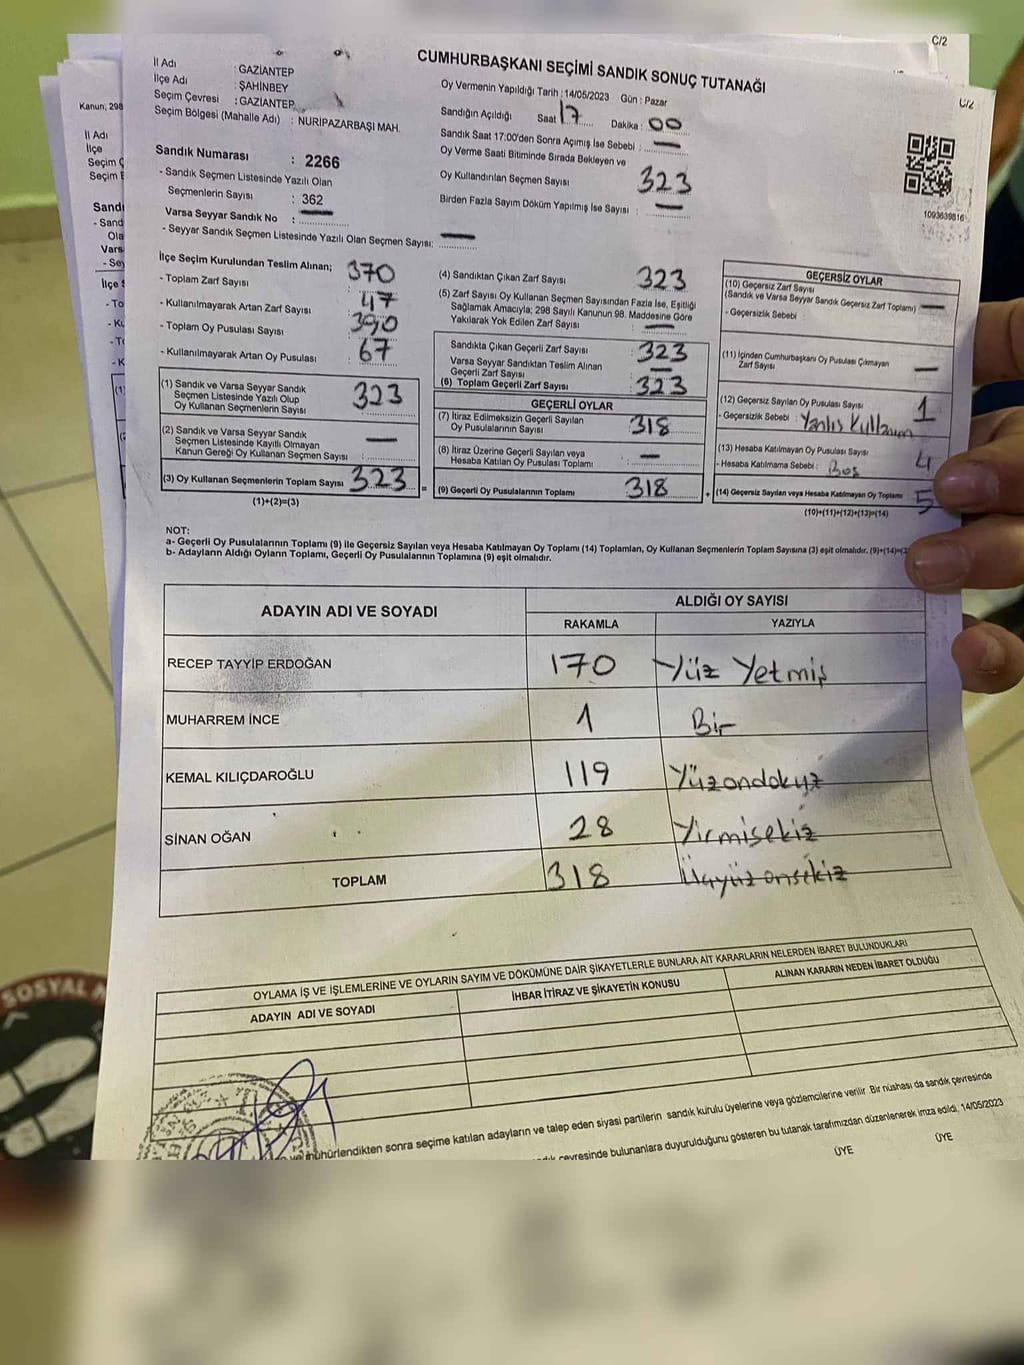 C/2
CUMHURBAŞKANI SEÇİMİ SANDIK SONUÇ TUTANAĞI
İl Adı : GAZİANTEP
İlçe Adı : ŞAHİNBEY
Seçim Çevresi : GAZİANTEP
Seçim Bölgesi (Mahalle Adı) : NURİPAZARBAŞI MAH.
Sandık Numarası : 2266
- Sandık Seçmen Listesinde Yazılı Olan
Seçmenlerin Sayısı : 362
Varsa Seyyar Sandık No : —
- Seyyar Sandık Seçmen Listesinde Yazılı Olan Seçmen Sayısı: —
Oy Vermenin Yapıldığı Tarih : 14/05/2023 Gün : Pazar
Sandığın Açıldığı Saat 17 Dakika : 00
Sandık Saat 17:00'den Sonra Açımış İse Sebebi : —
Oy Verme Saati Bitiminde Sırada Bekleyen ve
Oy Kullandırılan Seçmen Sayısı 323
Birden Fazla Sayım Döküm Yapılmış İse Sayısı : —
C/2
1093639816
İlçe Seçim Kurulundan Teslim Alınan;
- Toplam Zarf Sayısı : 370
- Kullanılmayarak Artan Zarf Sayısı : 47
- Toplam Oy Pusulası Sayısı : 390
- Kullanılmayarak Artan Oy Pusulası : 67
(1) Sandık ve Varsa Seyyar Sandık
Seçmen Listesinde Yazılı Olup
Oy Kullanan Seçmenlerin Sayısı : 323
(2) Sandık ve Varsa Seyyar Sandık
Seçmen Listesinde Kayıtlı Olmayan
Kanun Gereği Oy Kullanan Seçmen Sayısı : —
(3) Oy Kullanan Seçmenlerin Toplam Sayısı 323
(1)+(2)=(3)
(4) Sandıktan Çıkan Zarf Sayısı 323
(5) Zarf Sayısı Oy Kullanan Seçmen Sayısından Fazla İse, Eşitliği
Sağlamak Amacıyla; 298 Sayılı Kanunun 98. Maddesine Göre
Yakılarak Yok Edilen Zarf Sayısı : —
Sandıkta Çıkan Geçerli Zarf Sayısı : 323
Varsa Seyyar Sandıktan Teslim Alınan
Geçerli Zarf Sayısı : —
(6) Toplam Geçerli Zarf Sayısı : 323
GEÇERLİ OYLAR
(7) İtiraz Edilmeksizin Geçerli Sayılan
Oy Pusulalarının Sayısı : 318
(8) İtiraz Üzerine Geçerli Sayılan veya
Hesaba Katılan Oy Pusulası Toplamı : —
(9) Geçerli Oy Pusulalarının Toplamı 318
GEÇERSİZ OYLAR
(10) Geçersiz Zarf Sayısı
(Sandık ve Varsa Seyyar Sandık Geçersiz Zarf Toplamı) —
- Geçersizlik Sebebi :
(11) İçinden Cumhurbaşkanı Oy Pusulası Çıkmayan
Zarf Sayısı —
(12) Geçersiz Sayılan Oy Pusulası Sayısı 1
- Geçersizlik Sebebi : Yanlış Kullanım
(13) Hesaba Katılmayan Oy Pusulası Sayısı 4
- Hesaba Katılmama Sebebi : Boş
(14) Geçersiz Sayılan veya Hesaba Katılmayan Oy Toplamı 5
(10)+(11)+(12)+(13)=(14)
NOT:
a- Geçerli Oy Pusulalarının Toplamı (9) ile Geçersiz Sayılan veya Hesaba Katılmayan Oy Toplamı (14) Toplamları, Oy Kullanan Seçmenlerin Toplam Sayısına (3) eşit olmalıdır. (9)+(14)=(3
b- Adayların Aldığı Oyların Toplamı, Geçerli Oy Pusulalarının Toplamına (9) eşit olmalıdır.
ADAYIN ADI VE SOYADI ALDIĞI OY SAYISI
RAKAMLA YAZIYLA
RECEP TAYYİP ERDOĞAN 170 Yüz Yetmiş
MUHARREM İNCE 1 Bir
KEMAL KILIÇDAROĞLU 119 Yüzondokuz
SİNAN OĞAN 28 Yirmisekiz
TOPLAM 318 Üçyüzonsekiz
OYLAMA İŞ VE İŞLEMLERİNE VE OYLARIN SAYIM VE DÖKÜMÜNE DAİR ŞİKAYETLERLE BUNLARA AİT KARARLARIN NELERDEN İBARET BULUNDUKLARI
ADAYIN ADI VE SOYADI İHBAR İTİRAZ VE ŞİKAYETİN KONUSU ALINAN KARARIN NEDEN İBARET OLDUĞU
mühürlendikten sonra seçime katılan adayların ve talep eden siyasi partilerin sandık kurulu üyelerine veya gözlemcilerine verilir. Bir nüshası da sandık çevresinde
çevresinde bulunanlara duyurulduğunu gösteren bu tutanak tarafımızdan düzenlenerek imza edildi. 14/05/2023
ÜYE ÜYE
Kanun, 298
İl Adı
İlçe
Seçim Ç
Seçim
SOSYAL